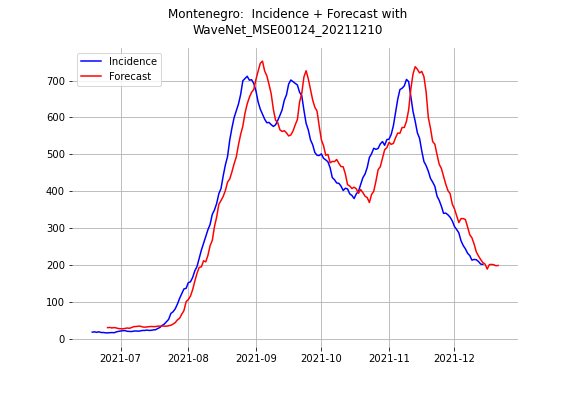 Montenegro:  Incidence + Forecast with
WaveNet_MSE00124_20211210
Incidence
Forecast
700
600
500
400
300
200
100
0
2021-07 2021-08 2021-09 2021-10 2021-11 2021-12